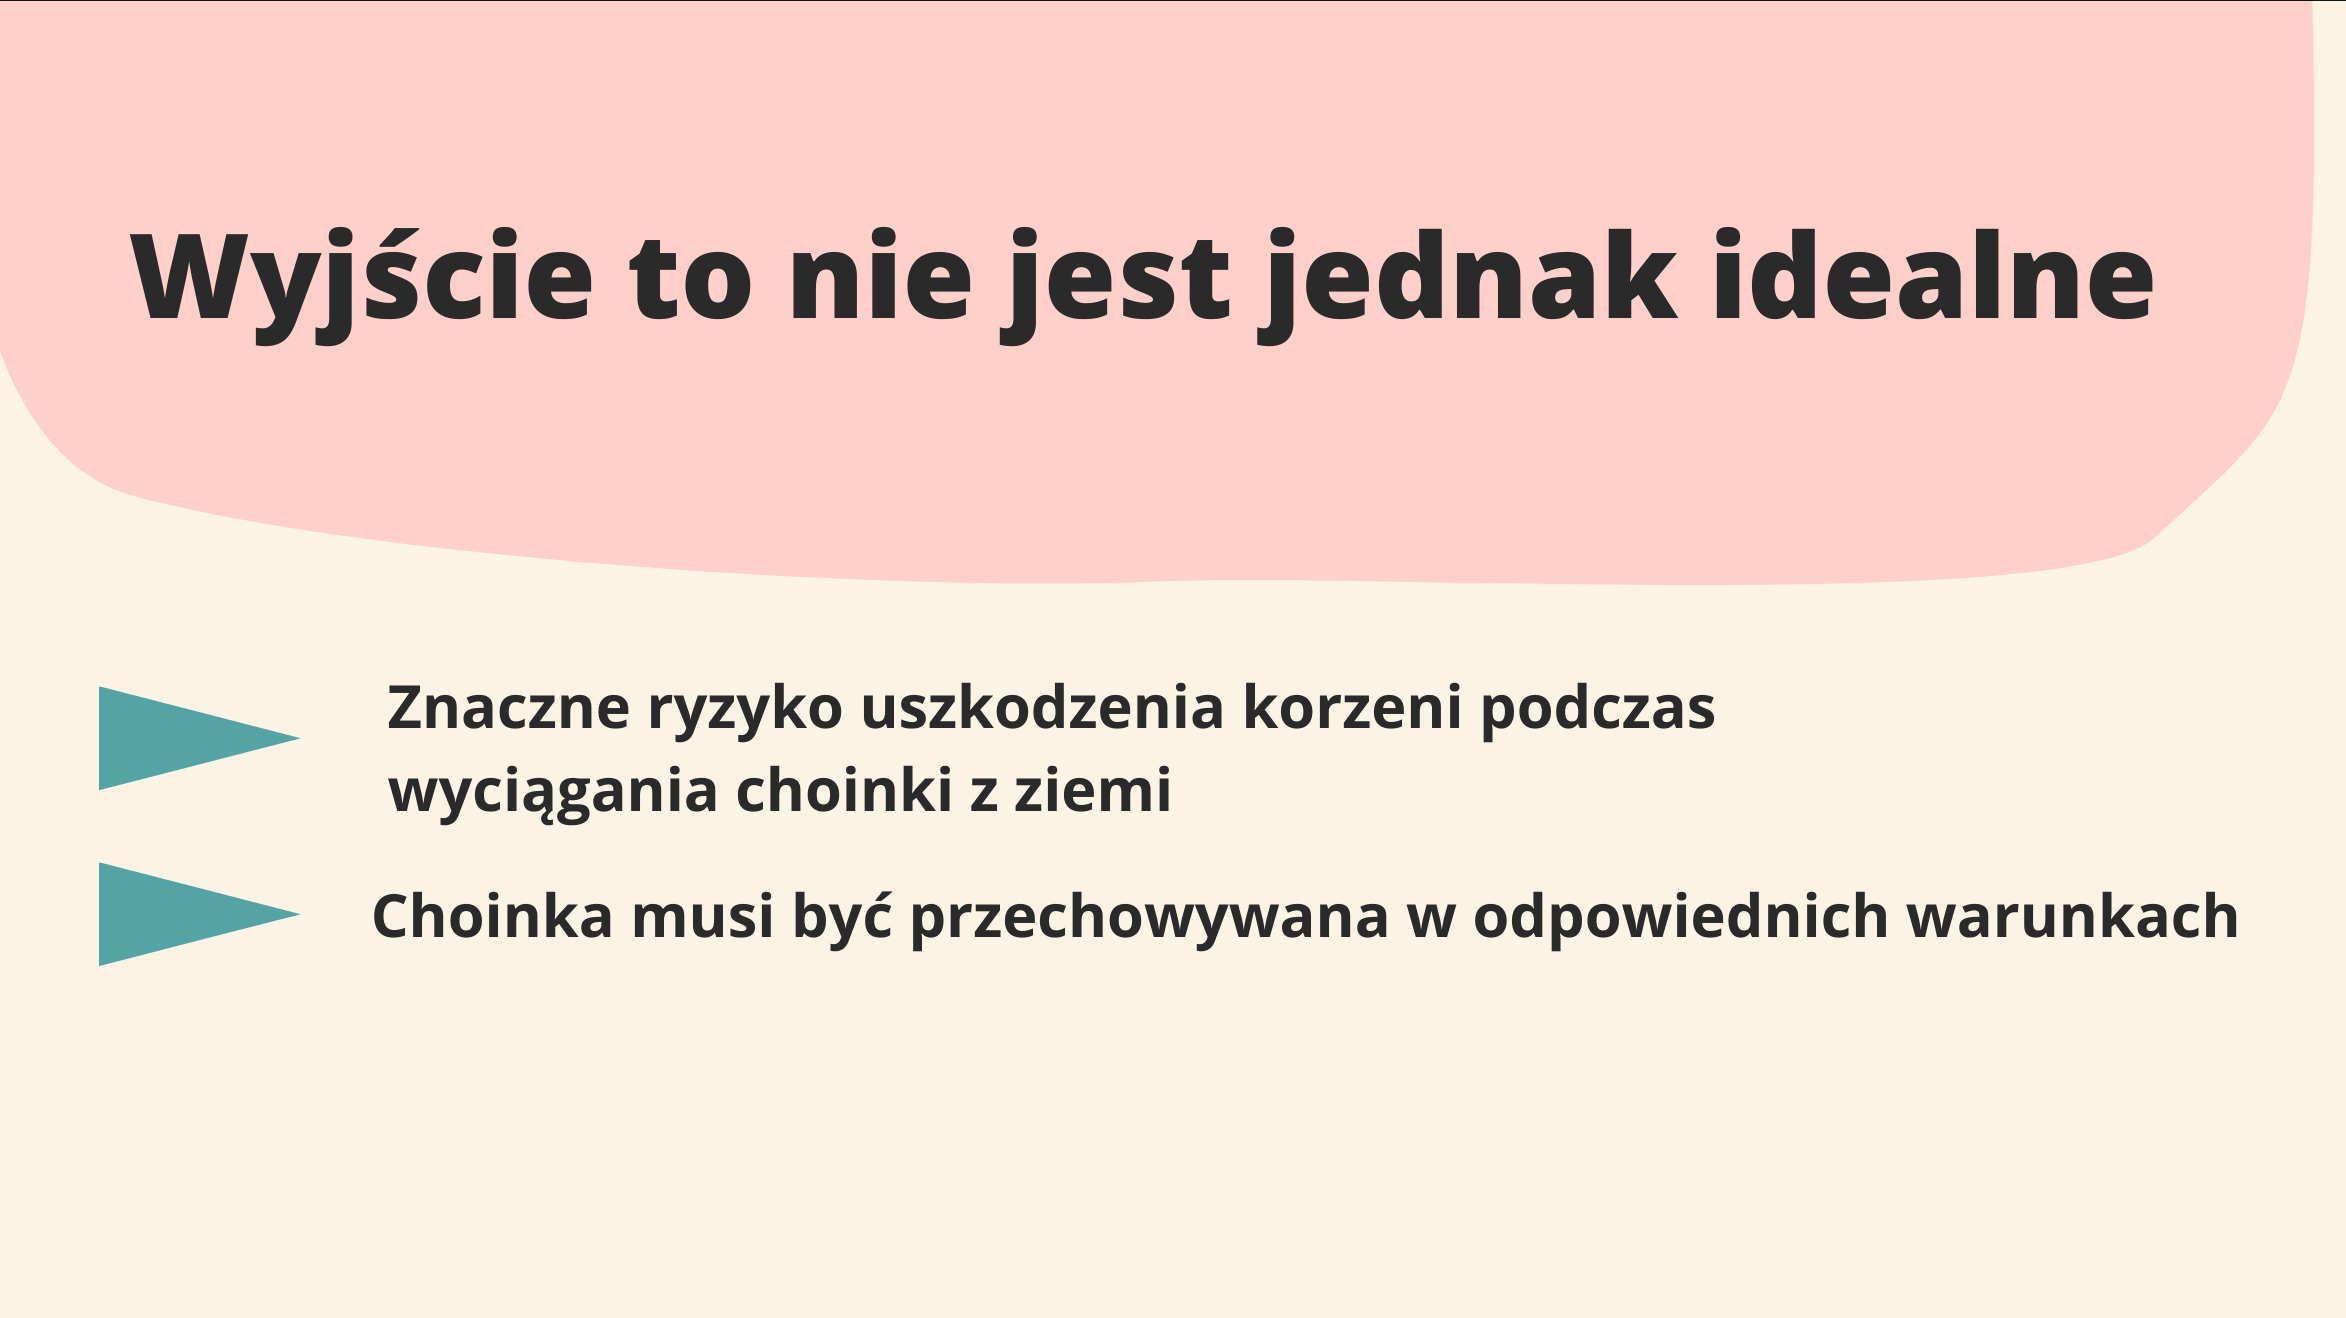 Wyjście to nie jest jednak idealne
Znaczne ryzyko uszkodzenia korzeni podczas
wyciągania choinki z ziemi
Choinka musi być przechowywana w odpowiednich warunkach